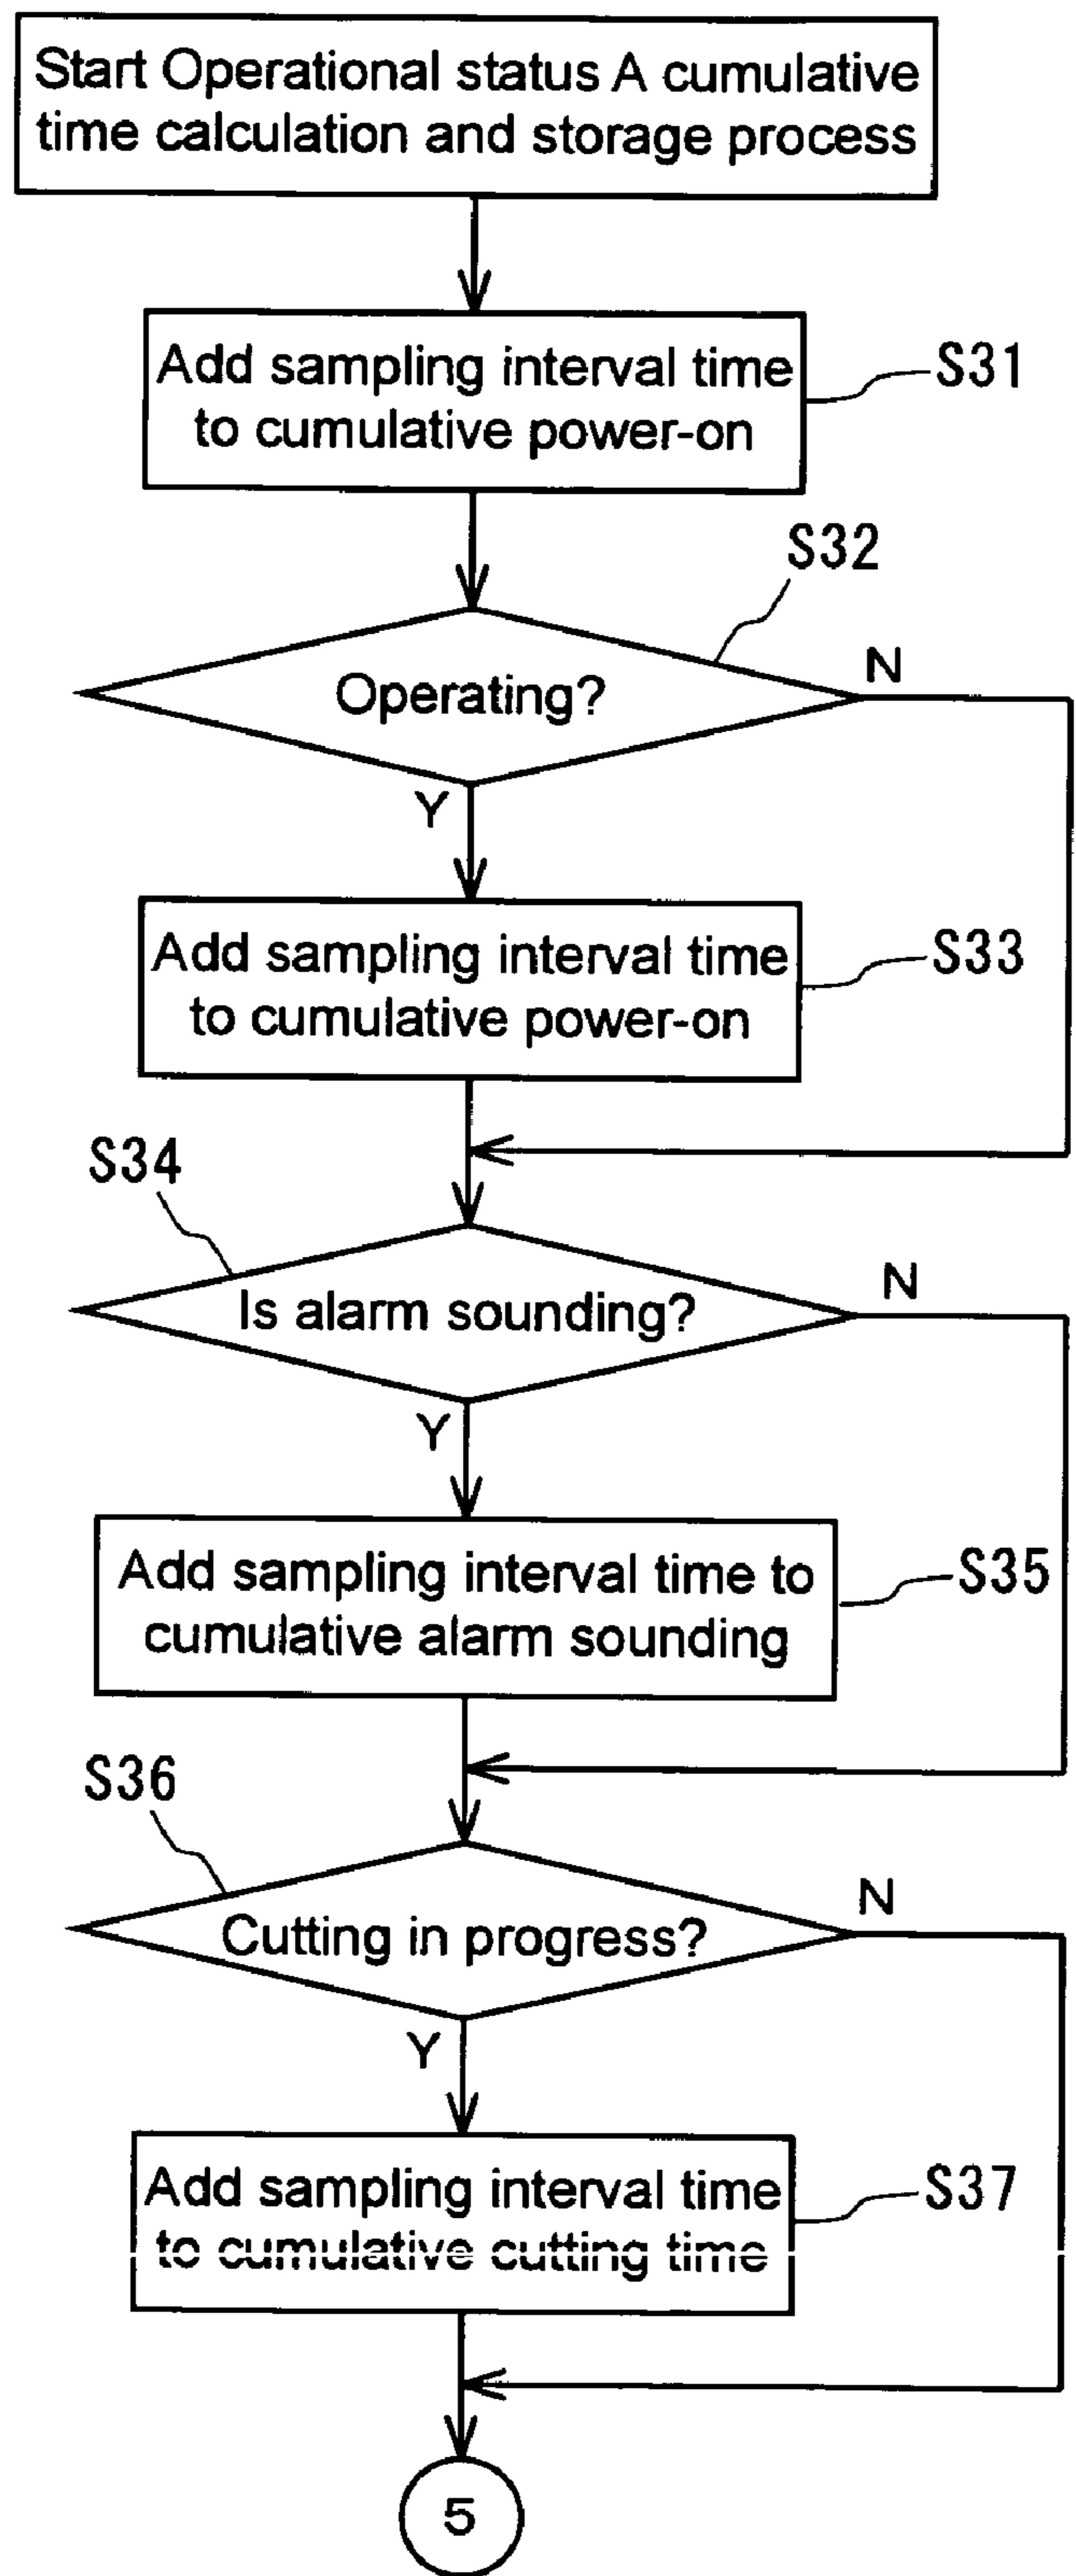 Start Operational status A cumulative
time calculation and storage process
Add sampling interval time
to cumulative power-on
S31
S32
Operating?
N
Y
Add sampling interval time
to cumulative power-on
S33
S34
Is alarm sounding?
N
Y
Add sampling interval time to
cumulative alarm sounding
S35
S36
Cutting in progress?
N
Y
Add sampling interval time
to cumulative cutting time
S37
5